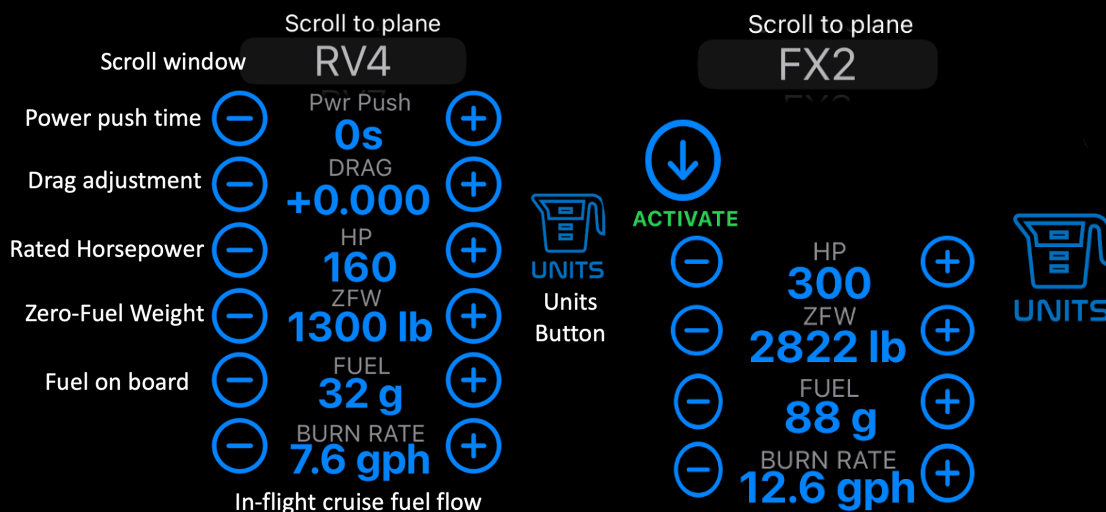 Scroll to plane
Scroll window
RV4
Power push time
Pwr Push
0s
Drag adjustment
DRAG
+0.000
Rated Horsepower
HP
160
Zero-Fuel Weight
ZFW
1300 lb
Fuel on board
FUEL
32 g
BURN RATE
7.6 gph
In-flight cruise fuel flow
UNITS
Units
Button
Scroll to plane
FX2
ACTIVATE
HP
300
ZFW
2822 lb
FUEL
88 g
BURN RATE
12.6 gph
UNITS